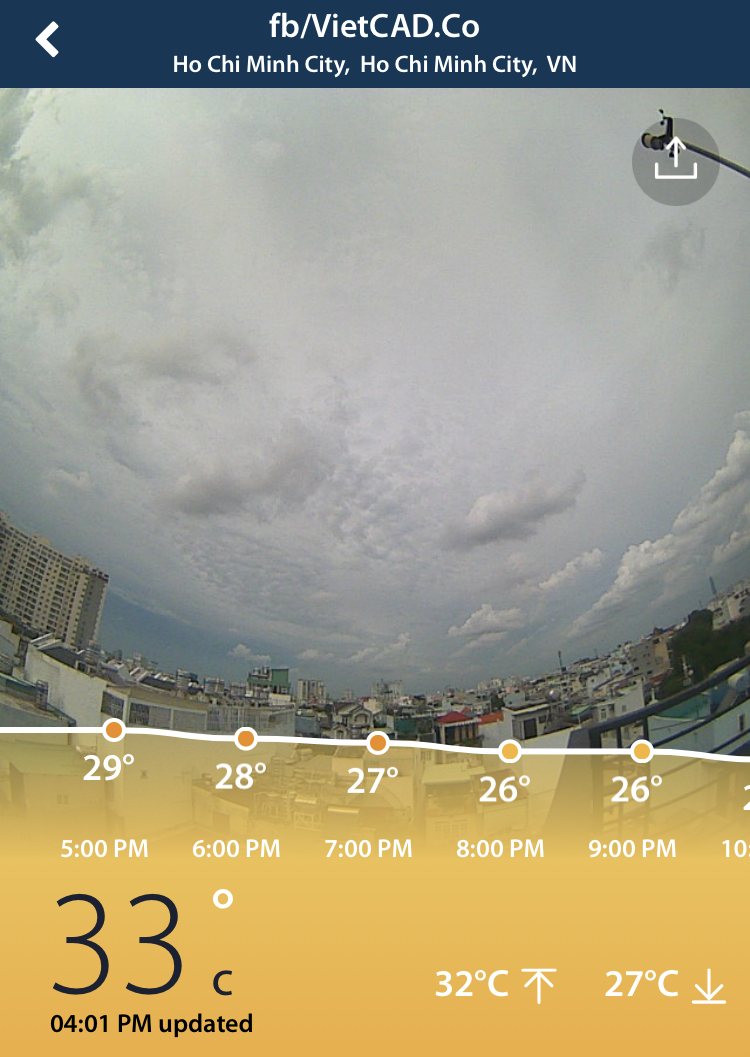 fb/VietCAD.Co
Ho Chi Minh City, Ho Chi Minh City, VN
29° 28° 27° 26° 26°
5:00 PM 6:00 PM 7:00 PM 8:00 PM 9:00 PM 10:
33°C
32°C 27°C
04:01 PM updated